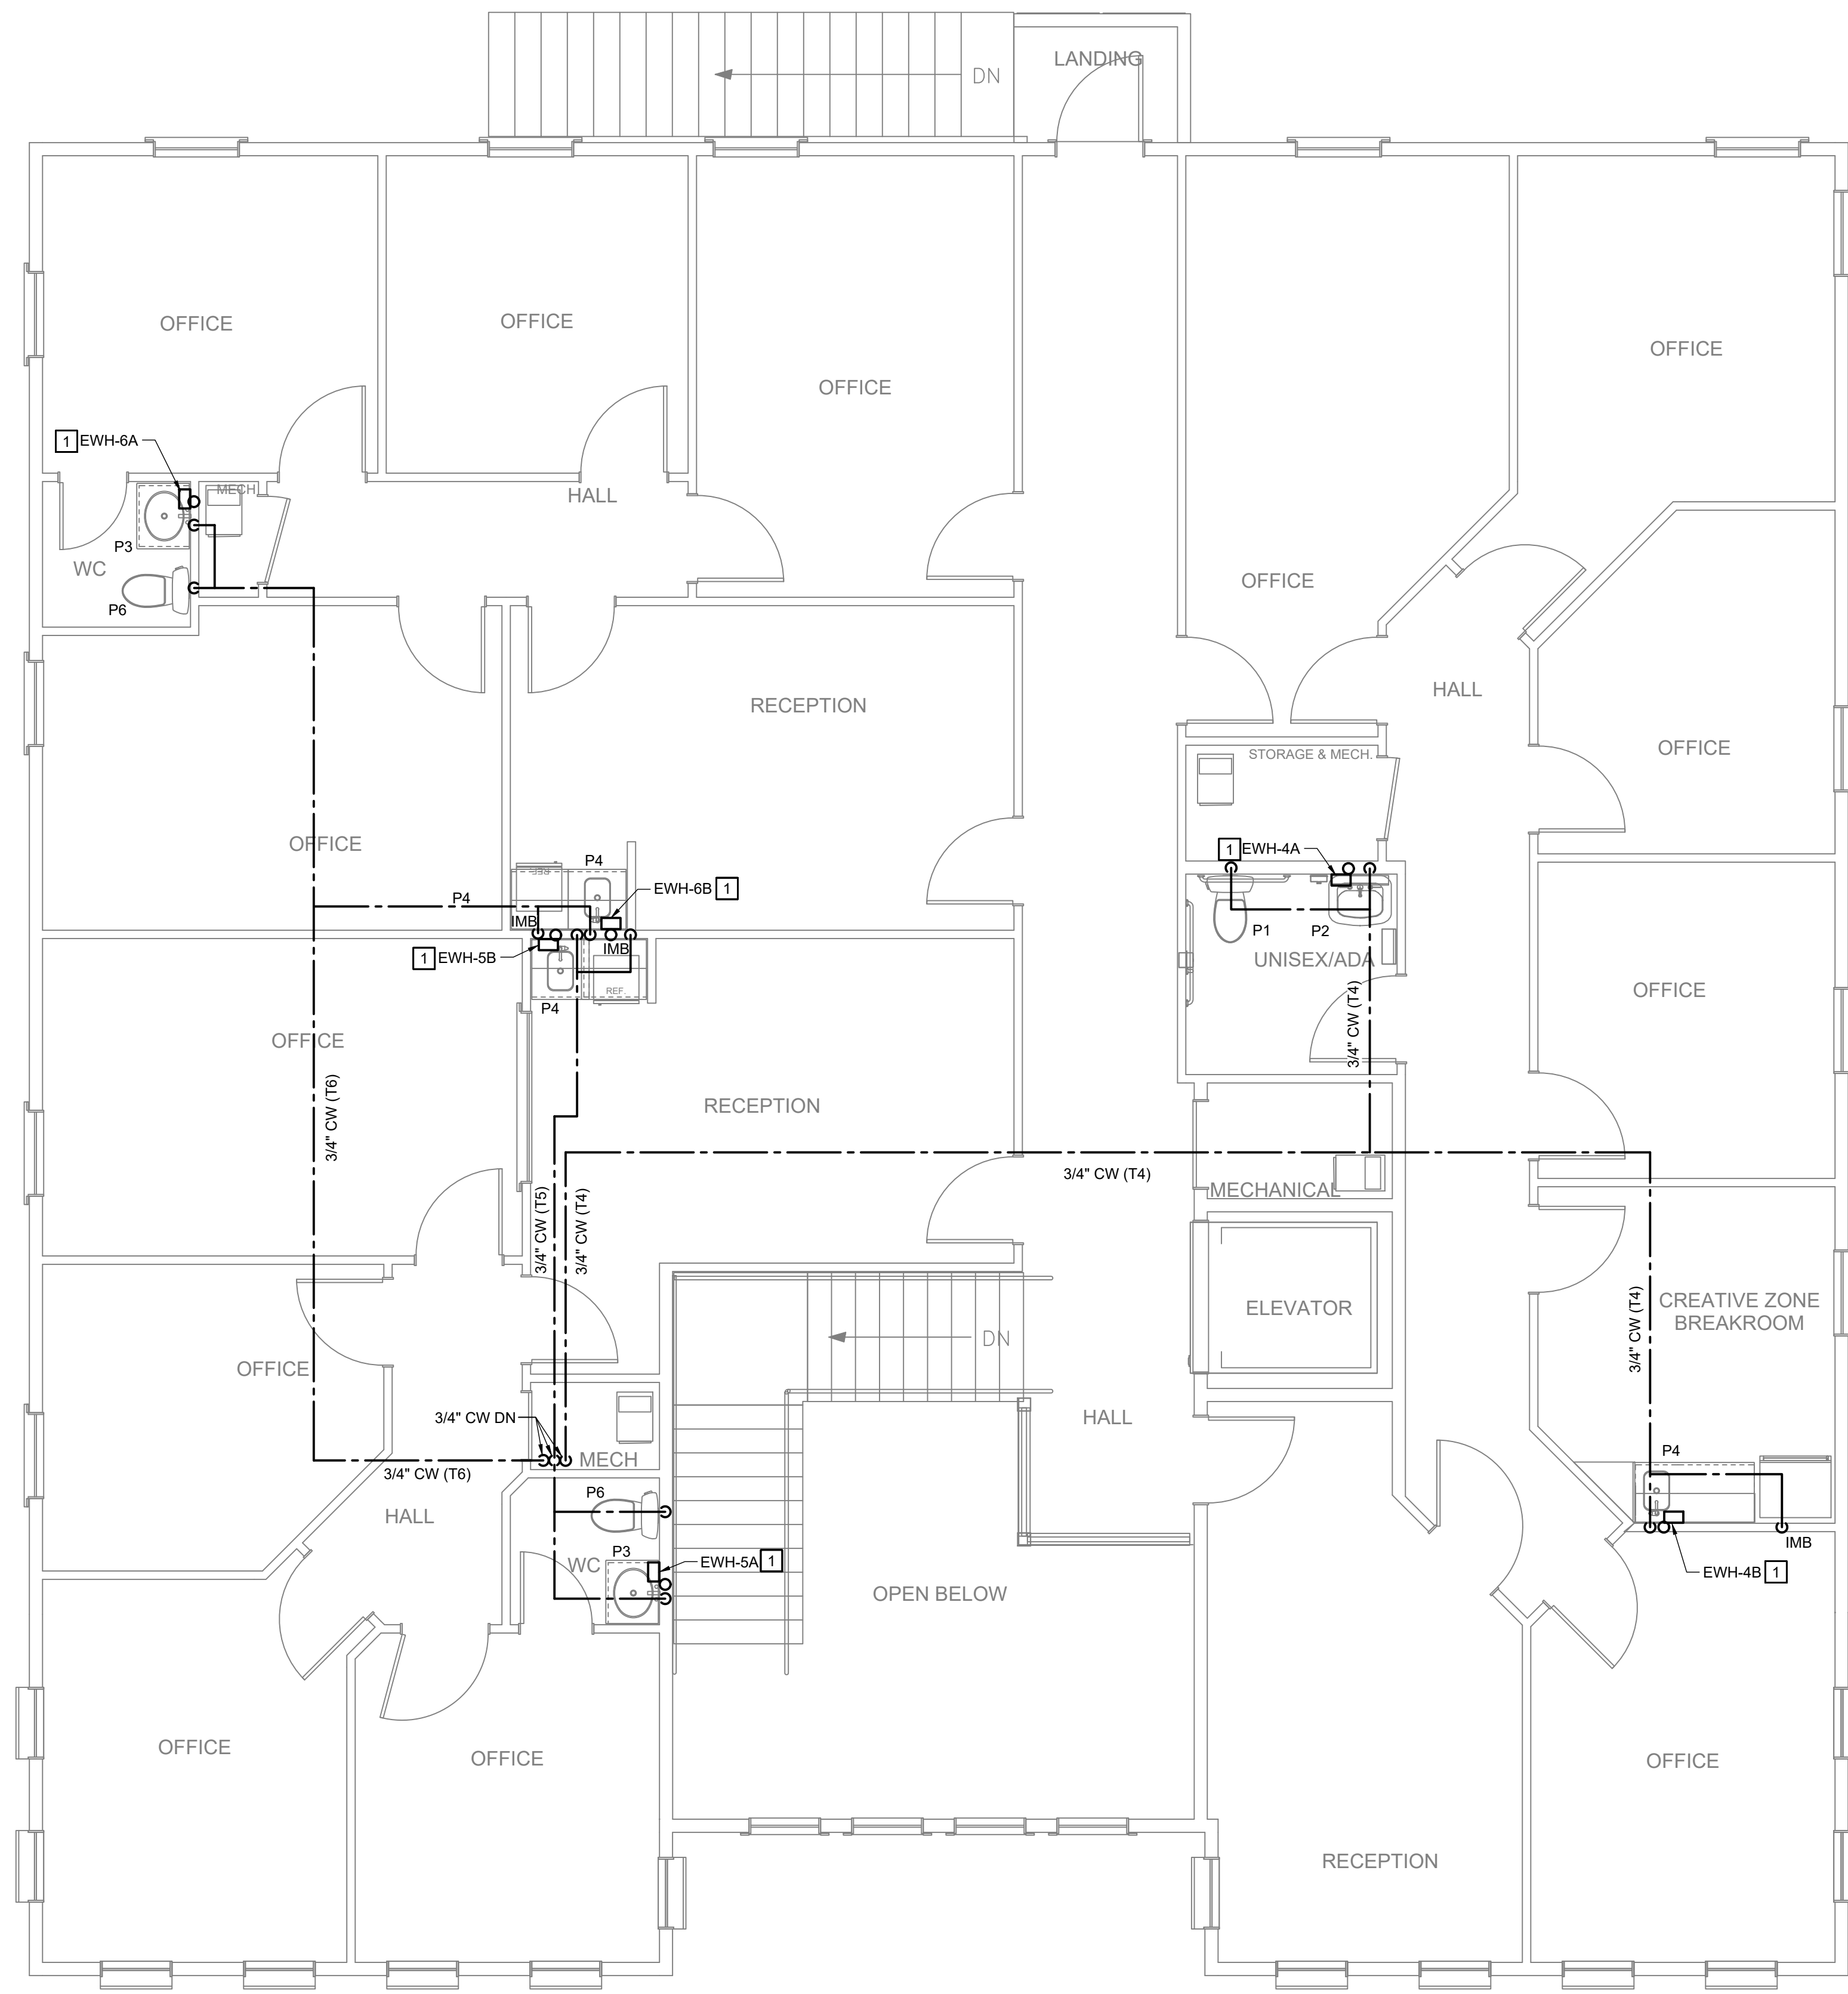 LANDING
DN
OFFICE
OFFICE
OFFICE
OFFICE
1 EWH-6A
MECH
HALL
P3
WC
P6
OFFICE
HALL
RECEPTION
OFFICE
STORAGE & MECH.
OFFICE
1 EWH-4A
P4
REF.
EWH-6B 1
P4
IMB
IMB
P1
P2
1 EWH-5B
UNISEX/ADA
REF.
P4
OFFICE
3/4" CW (T4)
OFFICE
3/4" CW (T6)
RECEPTION
3/4" CW (T4)
MECHANICAL
3/4" CW (T5)
3/4" CW (T4)
ELEVATOR
CREATIVE ZONE
BREAKROOM
3/4" CW (T4)
DN
OFFICE
3/4" CW DN
HALL
MECH
3/4" CW (T6)
P4
P6
HALL
IMB
P3
WC
EWH-5A 1
EWH-4B 1
OPEN BELOW
OFFICE
OFFICE
OFFICE
RECEPTION